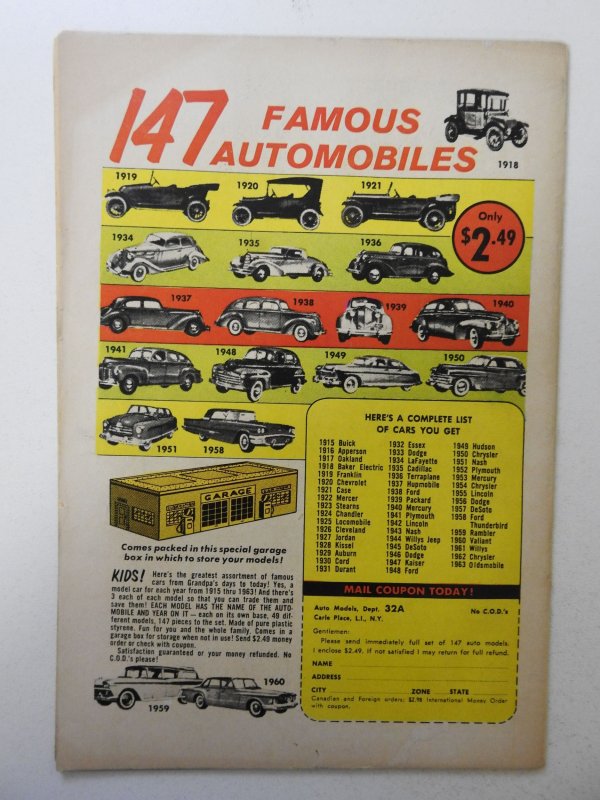 147 FAMOUS
AUTOMOBILES
1918
1919
1920
1921
Only
$2.49
1934
1935
1936
1937
1938
1939
1940
1941
1948
1949
1950
1951
1958
HERE'S A COMPLETE LIST
OF CARS YOU GET
1915 Buick
1916 Apperson
1917 Oakland
1918 Baker Electric
1919 Franklin
1920 Chevrolet
1921 Case
1922 Mercer
1923 Stearns
1924 Chandler
1925 Locomobile
1926 Cleveland
1927 Jordan
1928 Kissel
1929 Auburn
1930 Cord
1931 Durant
1932 Essex
1933 Dodge
1934 LaFayette
1935 Cadillac
1936 Terraplane
1937 Hupmobile
1938 Ford
1939 Packard
1940 Mercury
1941 Plymouth
1942 Lincoln
1943 Nash
1944 Willys Jeep
1945 DeSoto
1946 Dodge
1947 Kaiser
1948 Ford
1949 Hudson
1950 Chrysler
1951 Nash
1952 Plymouth
1953 Mercury
1954 Chrysler
1955 Lincoln
1956 Dodge
1957 DeSoto
1958 Ford
Thunderbird
1959 Rambler
1960 Valiant
1961 Willys
1962 Chrysler
1963 Oldsmobile
GARAGE
Comes packed in this special garage
box in which to store your models!
KIDS! Here's the greatest assortment of famous
cars from Grandpa's days to today! Yes, a
model car for each year from 1915 thru 1963! And there's
3 each of each model so that you can trade them and
save them! EACH MODEL HAS THE NAME OF THE AUTO-
MOBILE AND YEAR ON IT — each on its own base, 49 dif-
ferent models, 147 pieces to the set. Made of pure plastic
styrene. Fun for you and the whole family. Comes in a
garage box for storage when not in use! Send $2.49 money
order or check with coupon.
Satisfaction guaranteed or your money refunded. No
C.O.D.'s please!
1959
1960
MAIL COUPON TODAY!
Auto Models, Dept. 32A No C.O.D.'s
Carle Place, L.I., N.Y.
Gentlemen:
Please send immediately full set of 147 auto models.
I enclose $2.49. If not satisfied I may return for full refund.
NAME
ADDRESS
CITY ZONE STATE
Canadian and Foreign orders: $2.98 International Money Order
with coupon.